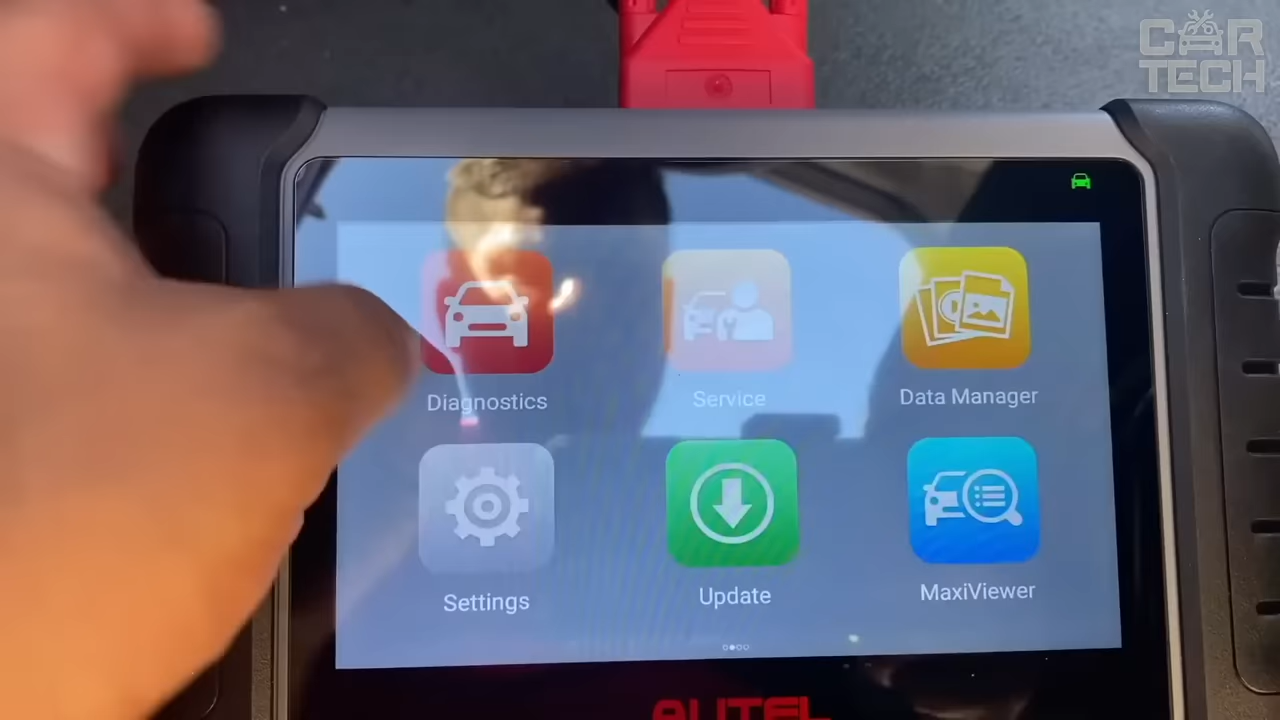 CAR
TECH
Diagnostics
Service
Data Manager
Settings
Update
MaxiViewer
AUTEL